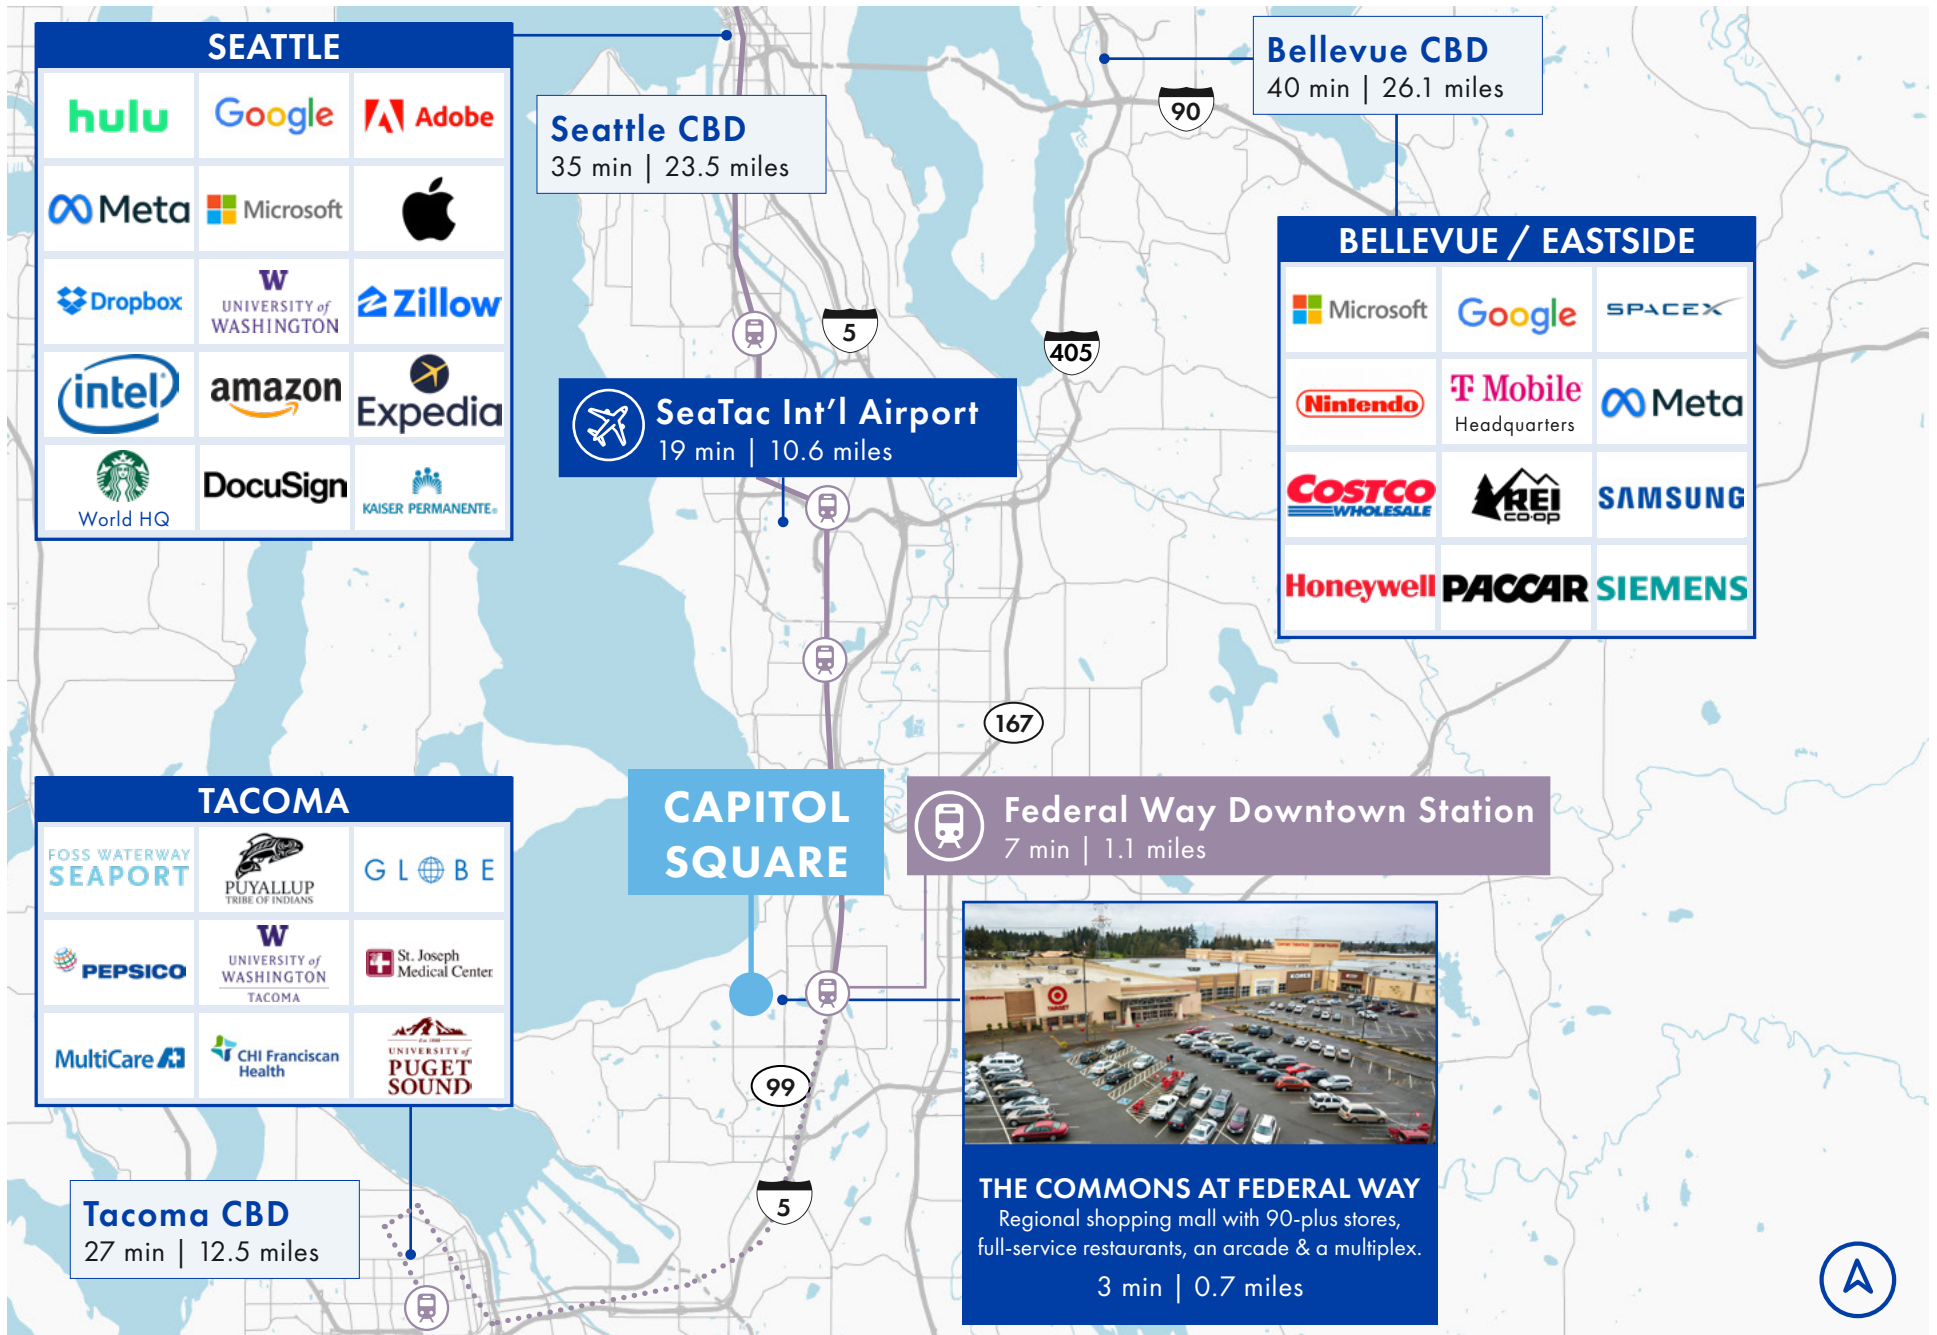 SEATTLE
hulu
Google
Adobe
Meta
Microsoft
Dropbox
W
UNIVERSITY of
WASHINGTON
Zillow
intel
amazon
Expedia
World HQ
DocuSign
KAISER PERMANENTE®
Seattle CBD
35 min | 23.5 miles
Bellevue CBD
40 min | 26.1 miles
90
5
405
BELLEVUE / EASTSIDE
Microsoft
Google
SPACEX
Nintendo
T Mobile
Headquarters
Meta
COSTCO
WHOLESALE
REI
co·op
SAMSUNG
Honeywell
PACCAR
SIEMENS
SeaTac Int'l Airport
19 min | 10.6 miles
167
CAPITOL
SQUARE
Federal Way Downtown Station
7 min | 1.1 miles
TACOMA
FOSS WATERWAY
SEAPORT
PUYALLUP
TRIBE OF INDIANS
GLOBE
PEPSICO
W
UNIVERSITY of
WASHINGTON
TACOMA
St. Joseph
Medical Center
MultiCare
CHI Franciscan
Health
UNIVERSITY of
PUGET
SOUND
99
5
TARGET
KOHL'S
THE COMMONS AT FEDERAL WAY
Regional shopping mall with 90-plus stores,
full-service restaurants, an arcade & a multiplex.
3 min | 0.7 miles
Tacoma CBD
27 min | 12.5 miles